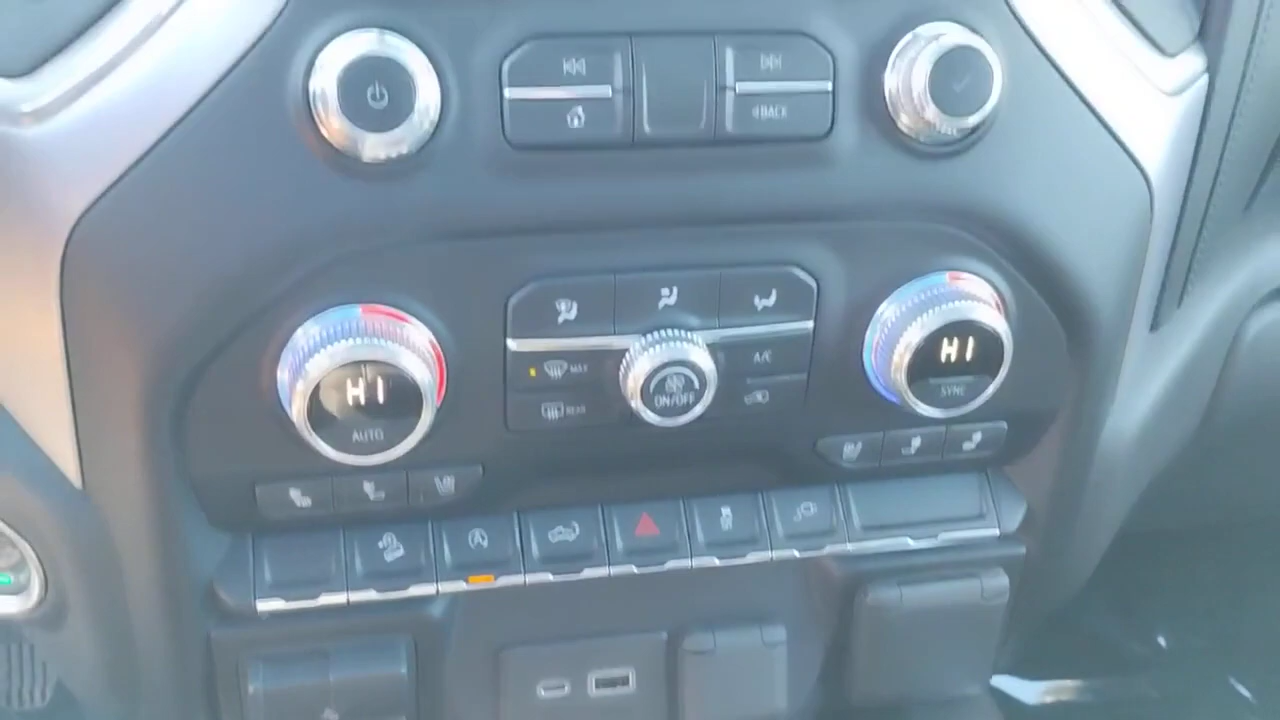 BACK
HI
AUTO
MAX
REAR
A/C
ON/OFF
HI
SYNC